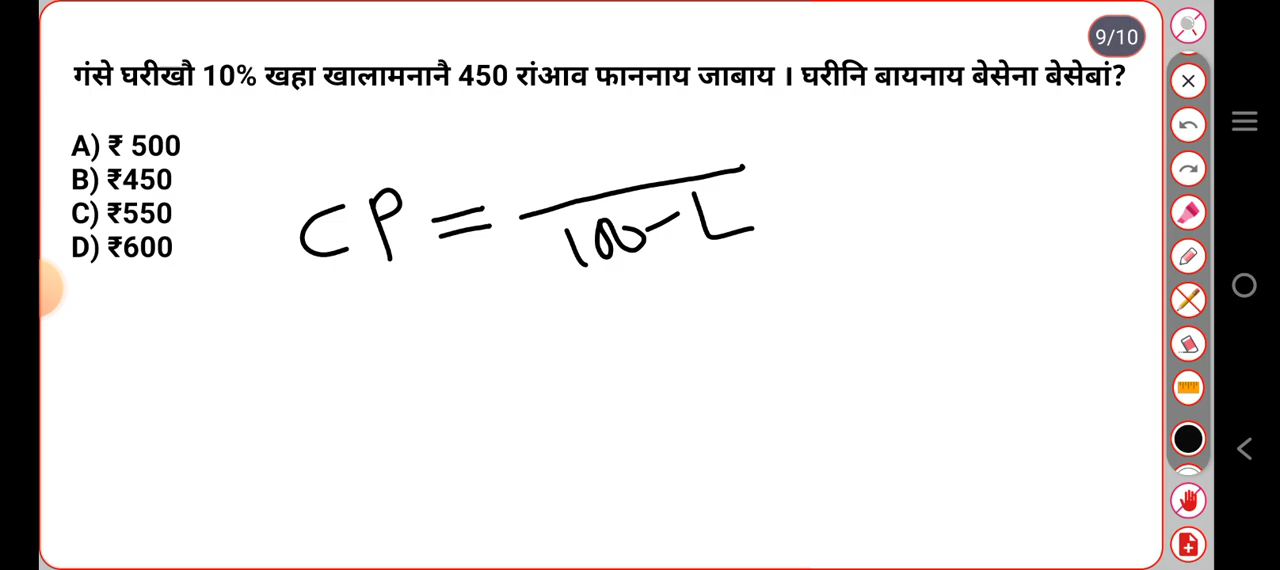 9/10
गंसे घरीखौ 10% खहा खालामनानै 450 रांआव फाननाय जाबाय । घरीनि बायनाय बेसेना बेसेबां?
A) ₹ 500
B) ₹450
C) ₹550
D) ₹600
CP =
100-L